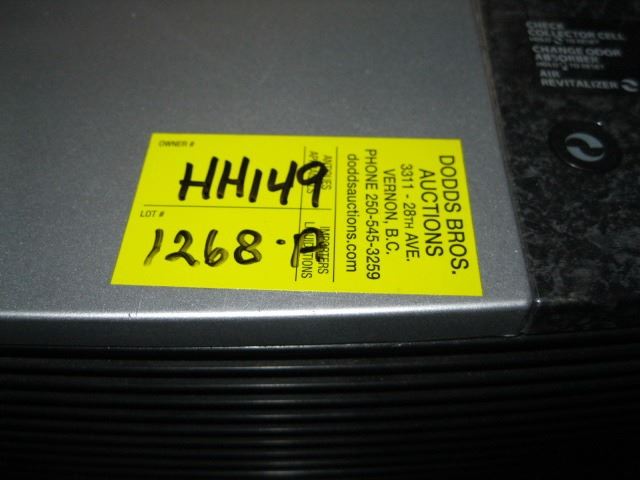 CHECK
COLLECTOR CELL
CHANGE ODOR
ABSORBER
AIR
REVITALIZER
OWNER #
HH149
LOT #
1268-A
DODDS BROS.
AUCTIONS
3311 - 28TH AVE.
VERNON, B.C.
PHONE 250-545-3259
doddsauctions.com
IMPORTERS